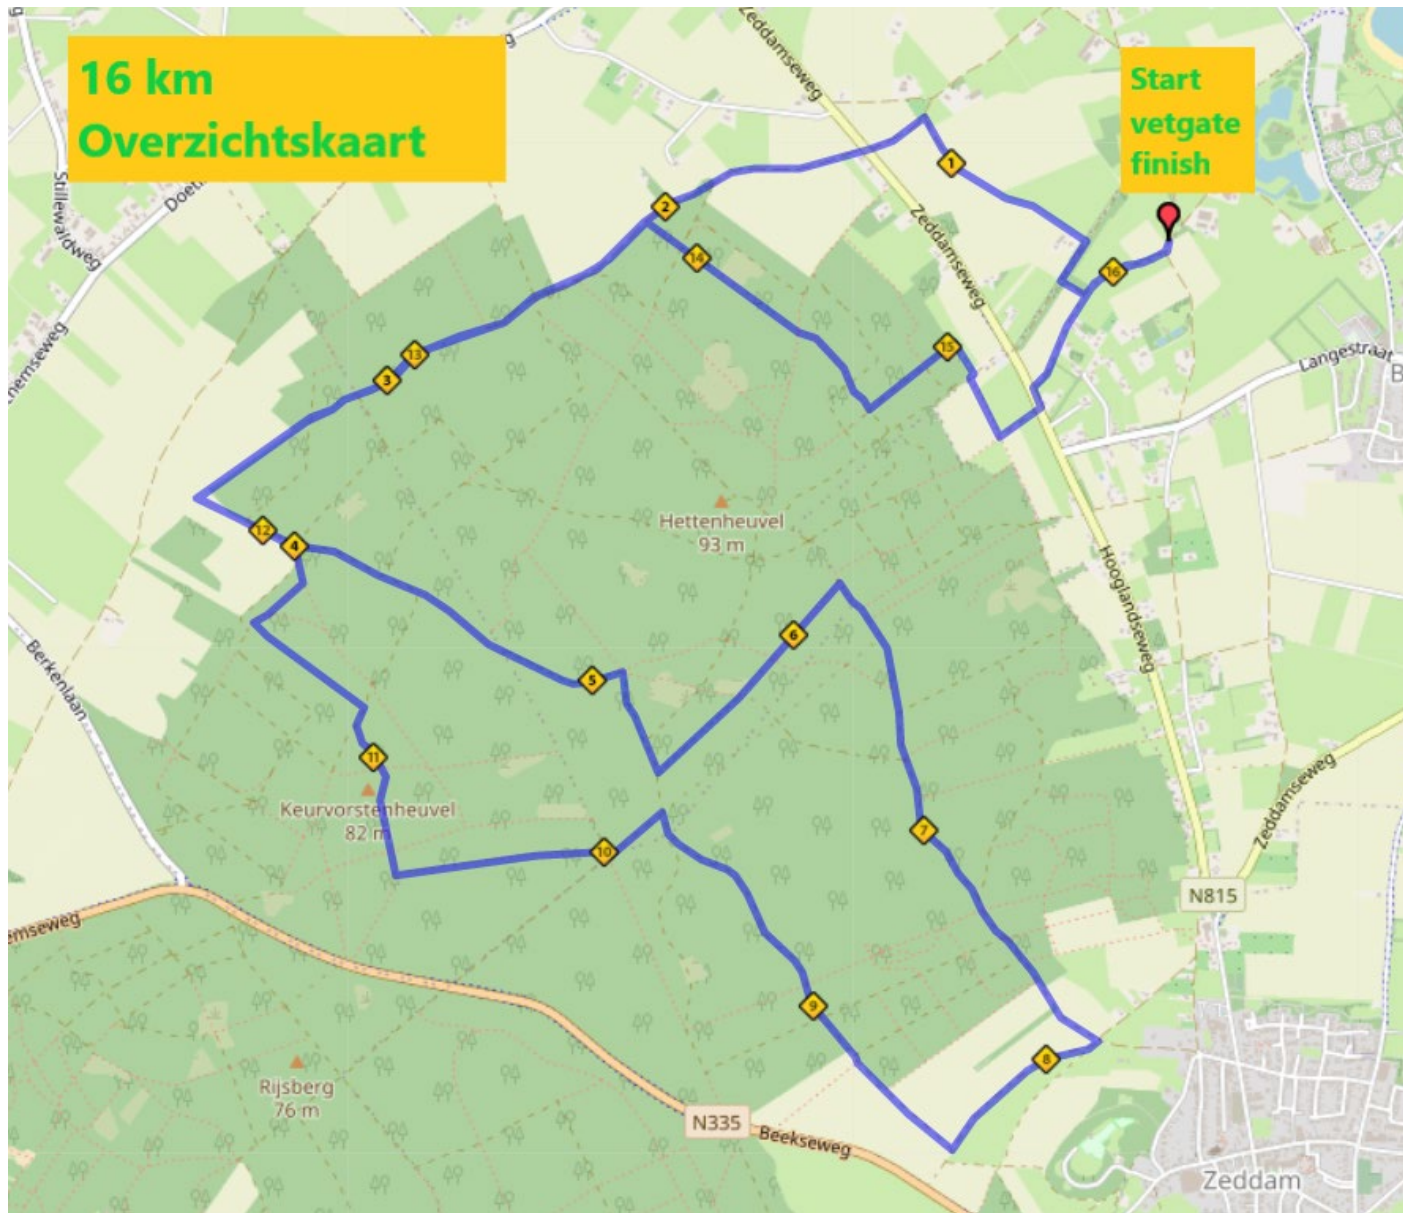 16 km
Overzichtskaart
Start
vetgate
finish
Zeddamseweg
Stillewaldweg
Zeddamseweg
Langestraat
B
1
2
14
16
13
3
15
Hettenheuvel
93 m
12
4
Hooglandseweg
6
5
Berkenlaan
11
Keurvorstenheuvel
82 m
7
10
Zeddamseweg
N815
emseweg
9
8
Rijsberg
76 m
N335
Beekseweg
Zeddam